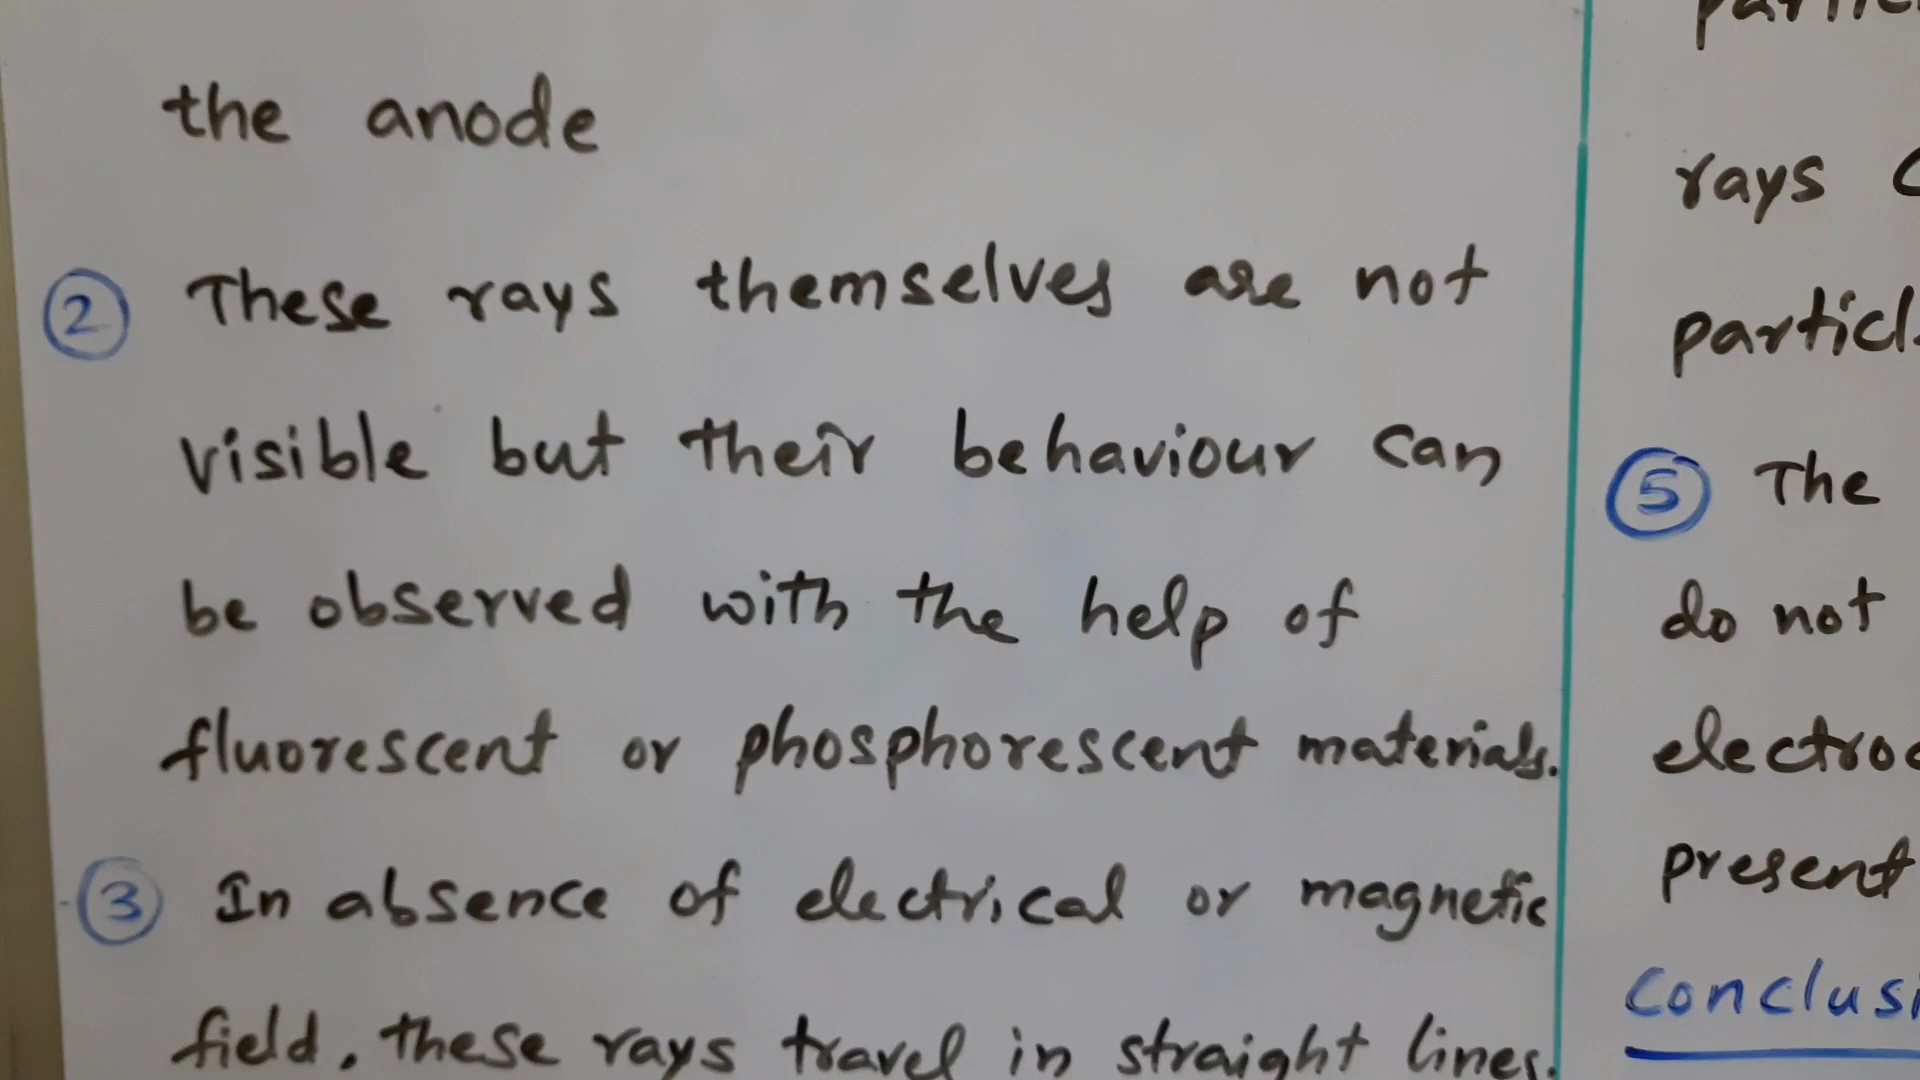 the anode
② These rays themselves are not
visible but their behaviour can
be observed with the help of
fluorescent or phosphorescent materials.
③ In absence of electrical or magnetic
field, these rays travel in straight lines.
rays
⑤ The
do not
present